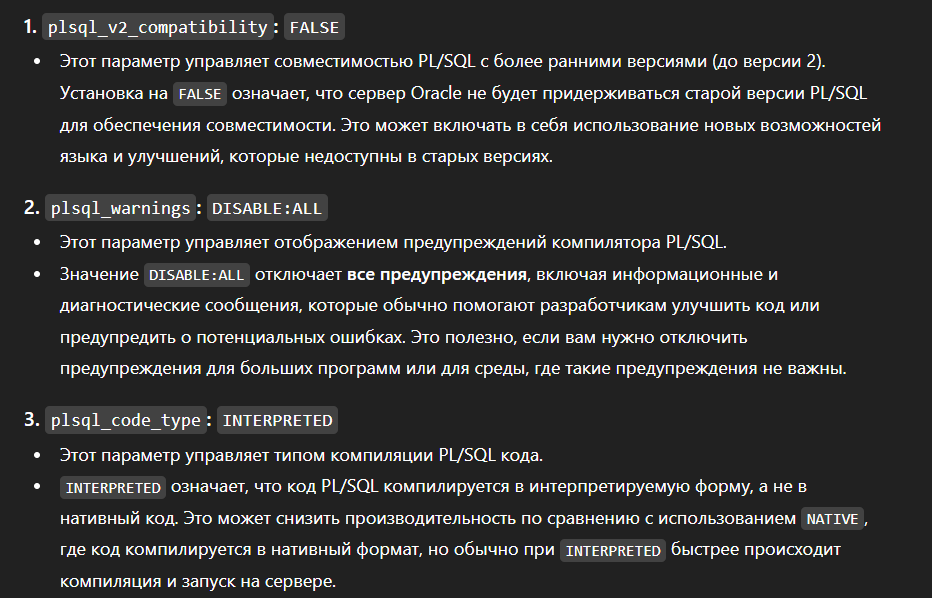 1. plsql_v2_compatibility: FALSE
• Этот параметр управляет совместимостью PL/SQL с более ранними версиями (до версии 2).
Установка на FALSE означает, что сервер Oracle не будет придерживаться старой версии PL/SQL
для обеспечения совместимости. Это может включать в себя использование новых возможностей
языка и улучшений, которые недоступны в старых версиях.
2. plsql_warnings: DISABLE:ALL
• Этот параметр управляет отображением предупреждений компилятора PL/SQL.
• Значение DISABLE:ALL отключает все предупреждения, включая информационные и
диагностические сообщения, которые обычно помогают разработчикам улучшить код или
предупредить о потенциальных ошибках. Это полезно, если вам нужно отключить
предупреждения для больших программ или для среды, где такие предупреждения не важны.
3. plsql_code_type: INTERPRETED
• Этот параметр управляет типом компиляции PL/SQL кода.
• INTERPRETED означает, что код PL/SQL компилируется в интерпретируемую форму, а не в
нативный код. Это может снизить производительность по сравнению с использованием NATIVE,
где код компилируется в нативный формат, но обычно при INTERPRETED быстрее происходит
компиляция и запуск на сервере.